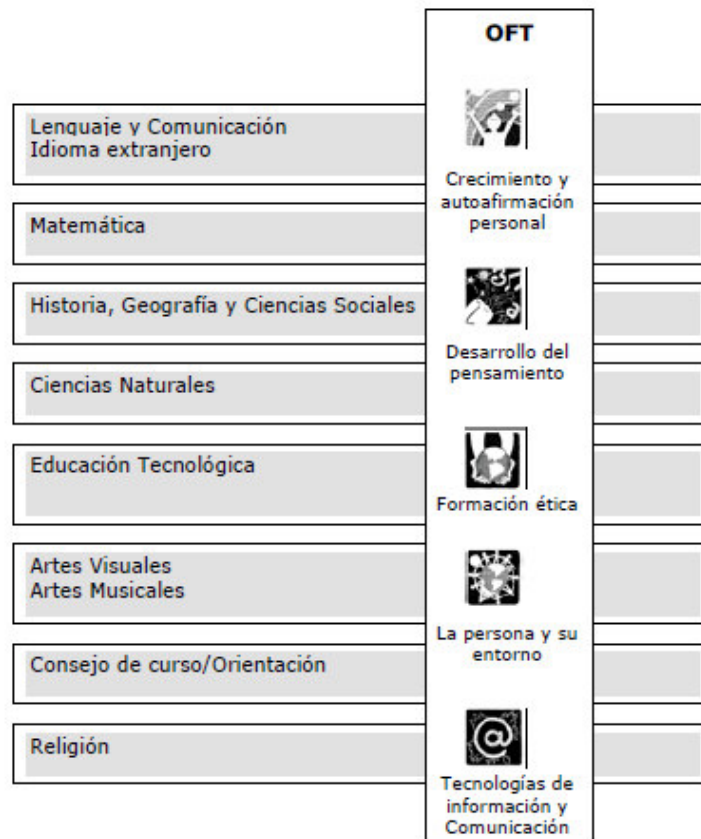 OFT
Lenguaje y Comunicación
Idioma extranjero
Crecimiento y
autoafirmación
personal
Matemática
Historia, Geografía y Ciencias Sociales
Desarrollo del
pensamiento
Ciencias Naturales
Educación Tecnológica
Formación ética
Artes Visuales
Artes Musicales
La persona y su
entorno
Consejo de curso/Orientación
Religión
@
Tecnologías de
información y
Comunicación